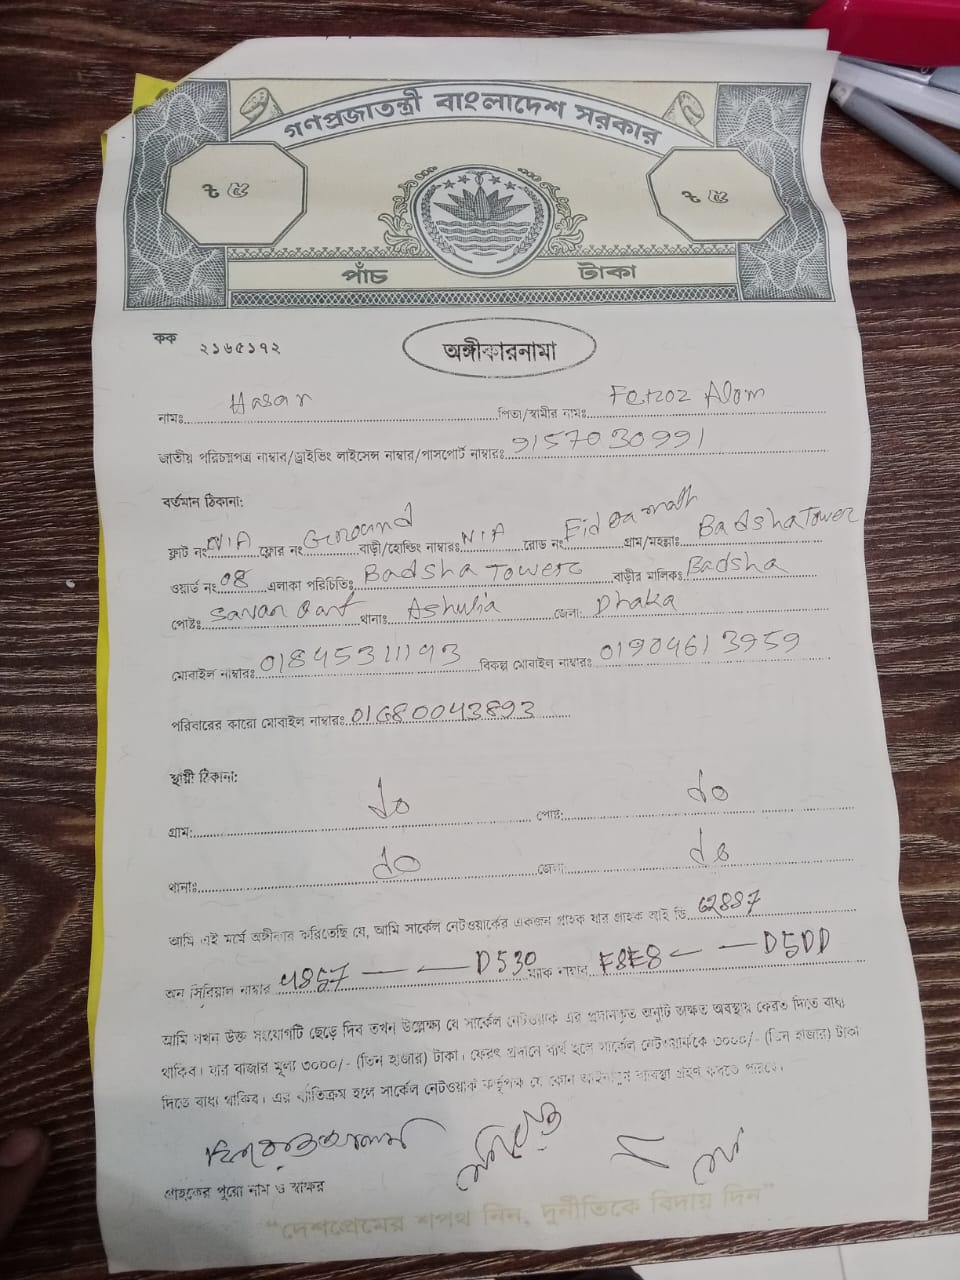 গণপ্রজাতন্ত্রী বাংলাদেশ সরকার
৳ ৫ ৳ ৫
পাঁচ টাকা
কক ২১৬৫১৭২
অঙ্গীকারনামা
নামঃ Hasan পিতা/স্বামীর নামঃ Feroz Alom
জাতীয় পরিচয়পত্র নাম্বার/ড্রাইভিং লাইসেন্স নাম্বার/পাসপোর্ট নাম্বারঃ 9157030991
বর্তমান ঠিকানা:
ফ্লাট নং N/A ফ্লোর নং Ground বাড়ী/হোল্ডিং নাম্বারঃ N/A রোড নং Eidgamath গ্রাম/মহল্লাঃ Badsha Tower
ওয়ার্ড নং 08 এলাকা পরিচিতিঃ Badsha Tower বাড়ীর মালিকঃ Badsha
পোষ্টঃ Savar Cant থানাঃ Ashulia জেলা: Dhaka
মোবাইল নাম্বারঃ 01845311193 বিকল্প মোবাইল নাম্বারঃ 01904613959
পরিবারের কারো মোবাইল নাম্বারঃ 01680043893
স্থায়ী ঠিকানা:
গ্রাম: do পোষ্ট: do
থানাঃ do জেলা: do
আমি এই মর্মে অঙ্গীকার করিতেছি যে, আমি সার্কেল নেটওয়ার্কের একজন গ্রাহক যার গ্রাহক আই ডি 62887
অনু সিরিয়াল নাম্বার 4857 — — D530 ম্যাক নাম্বার F8E8 — — D5DD
আমি যখন উক্ত সংযোগটি ছেড়ে দিব তখন উল্লেক্ষ্য যে সার্কেল নেটওয়াক এর প্রদানকৃত অনুটি অক্ষত অবস্থায় ফেরত দিতে বাধ্য
থাকিব। যার বাজার মূল্য ৩০০০/- (তিন হাজার) টাকা। ফেরৎ প্রদানে ব্যর্থ হলে সার্কেল নেটওয়ার্ককে ৩০০০/- (তিন হাজার) টাকা
দিতে বাধ্য থাকিব। এর ব্যতিক্রম হলে সার্কেল নেটওয়ার্ক কর্তৃপক্ষ যে কোন আইনানুগ ব্যবস্থা গ্রহণ করতে পারবে।
গ্রাহকের পুরো নাম ও স্বাক্ষর
“দেশপ্রেমের শপথ নিন, দুর্নীতিকে বিদায় দিন”